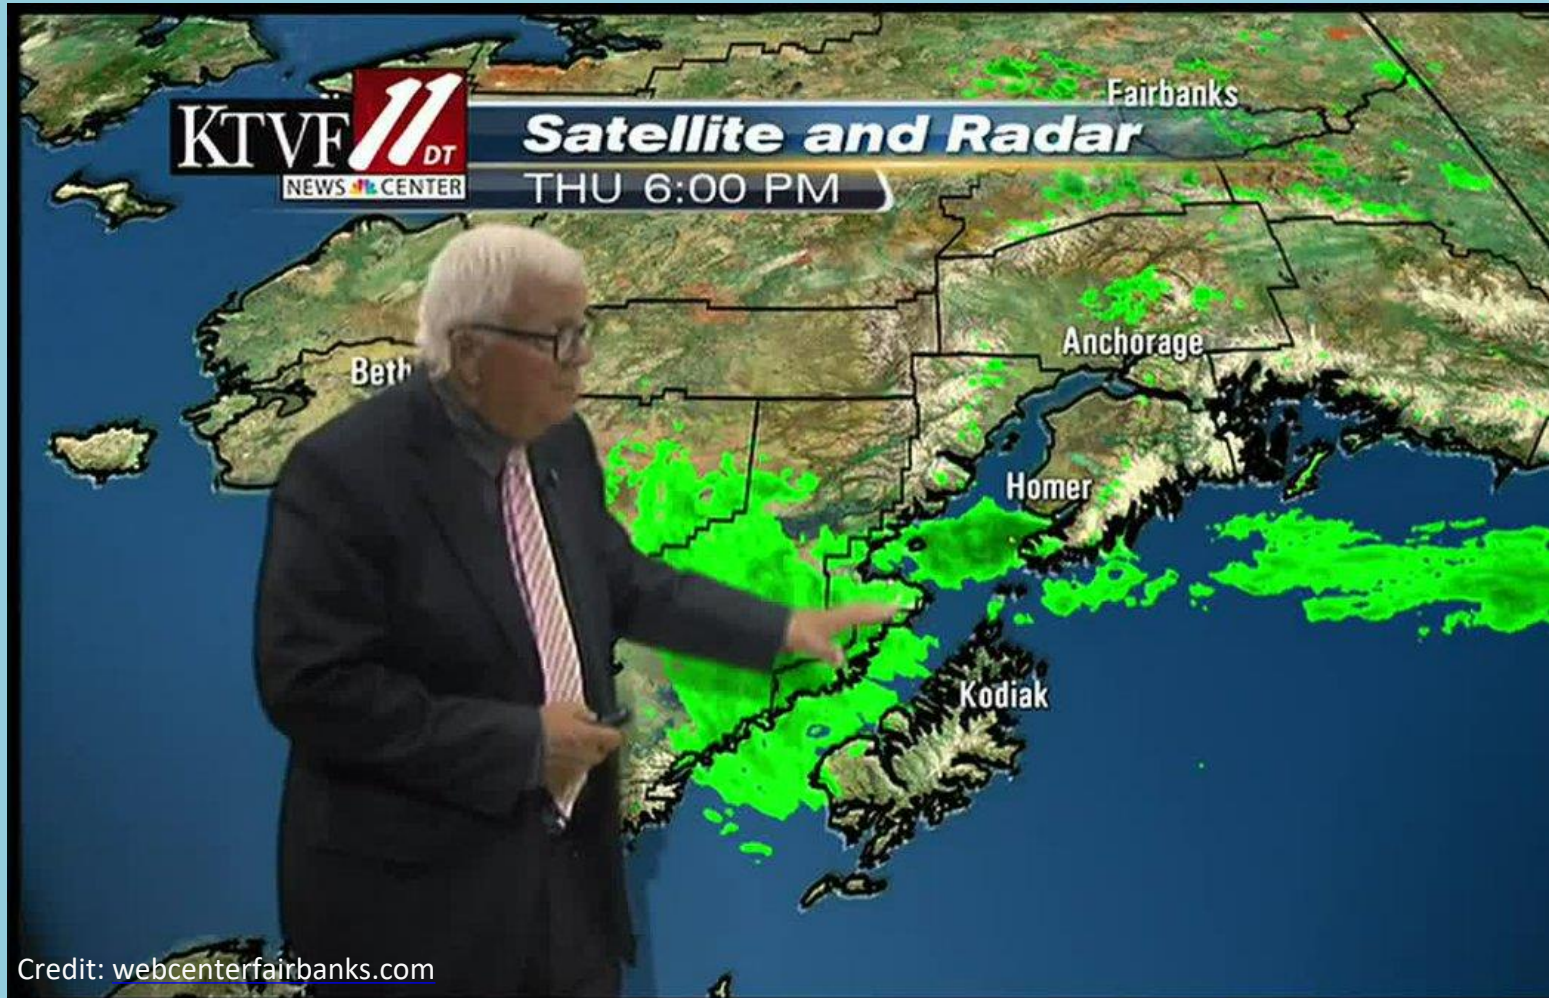 Fairbanks
KTVF 11 DT
Satellite and Radar
NEWS CENTER
THU 6:00 PM
Anchorage
Beth
Homer
Kodiak
Credit: webcenterfairbanks.com